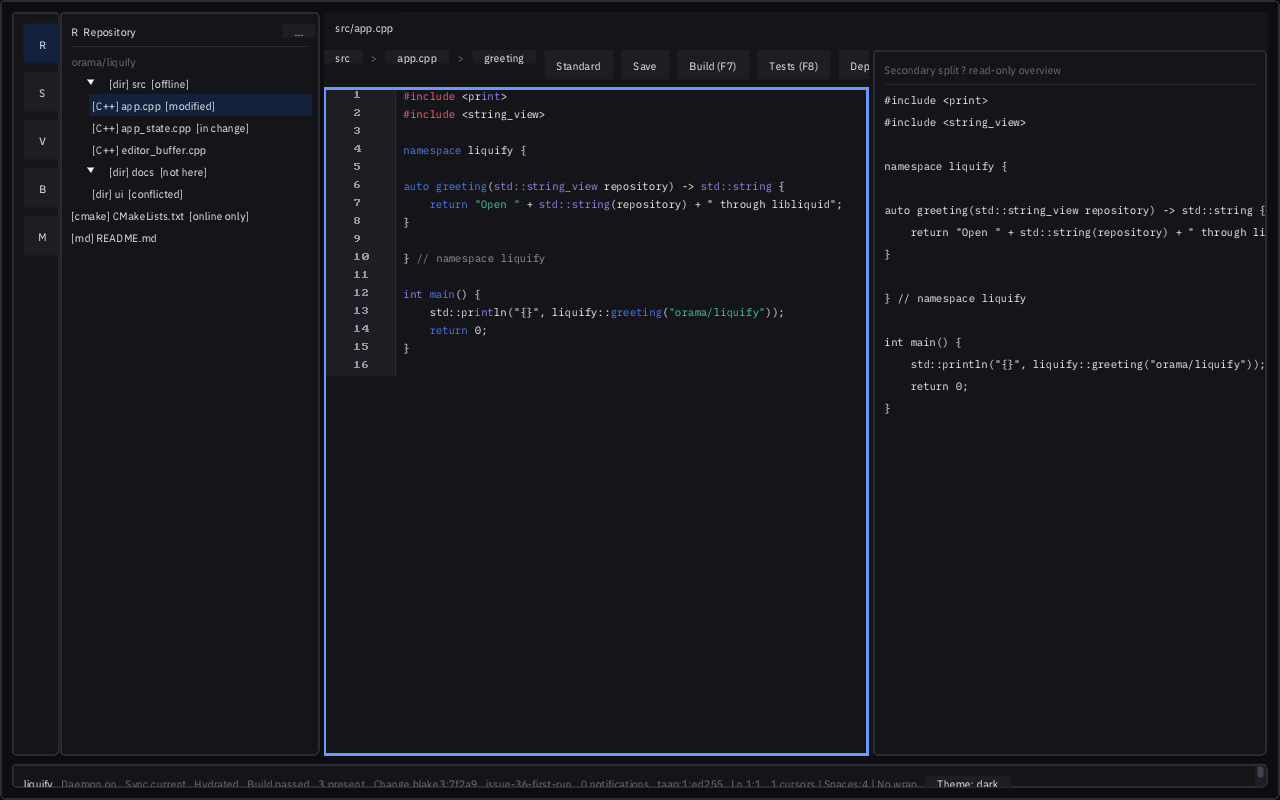 R
S
V
B
M
R Repository
...
orama/liquify
[dir] src [offline]
[C++] app.cpp [modified]
[C++] app_state.cpp [in change]
[C++] editor_buffer.cpp
[dir] docs [not here]
[dir] ui [conflicted]
[cmake] CMakeLists.txt [online only]
[md] README.md
src/app.cpp
src > app.cpp > greeting Standard Save Build (F7) Tests (F8) Dep
1 #include <print>
2 #include <string_view>
3
4 namespace liquify {
5
6 auto greeting(std::string_view repository) -> std::string {
7     return "Open " + std::string(repository) + " through libliquid";
8 }
9
10 } // namespace liquify
11
12 int main() {
13     std::println("{}", liquify::greeting("orama/liquify"));
14     return 0;
15 }
16
Secondary split ? read-only overview
#include <print>
#include <string_view>
namespace liquify {
auto greeting(std::string_view repository) -> std::string {
    return "Open " + std::string(repository) + " through li
}
} // namespace liquify
int main() {
    std::println("{}", liquify::greeting("orama/liquify"));
    return 0;
}
liquify Daemon on Sync current Hydrated Build passed 3 present Change blake3:7f2a9 issue-36-first-run 0 notifications taan:1:ed255 Ln 1:1 1 cursors | Spaces:4 | No wrap Theme: dark